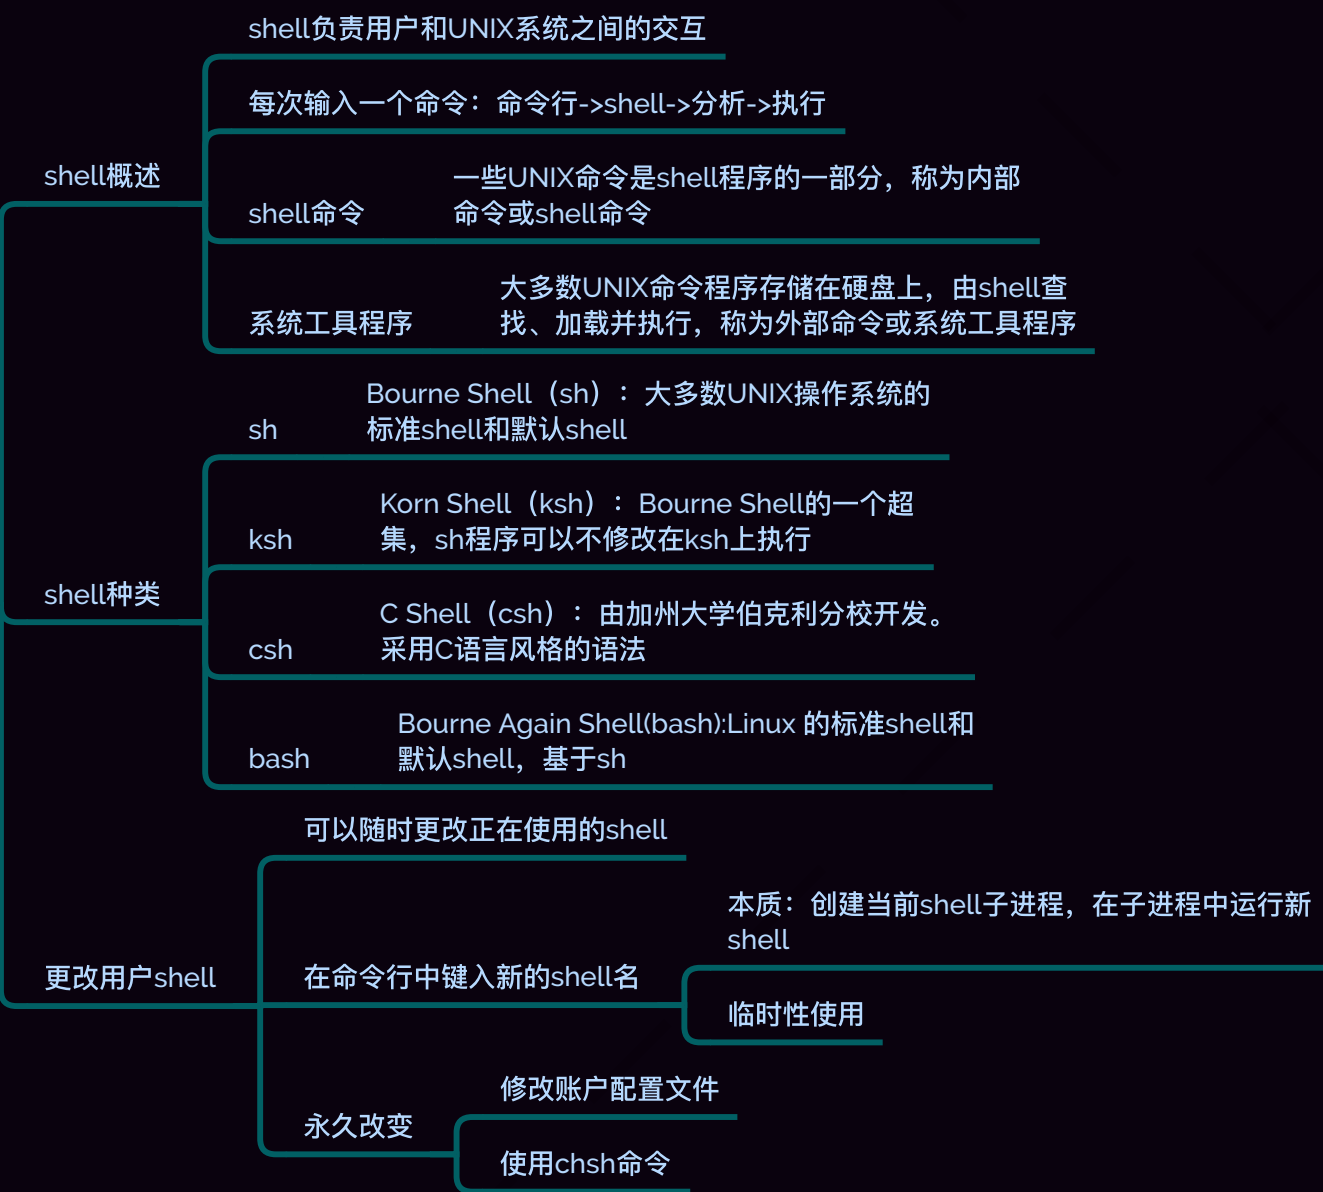 shell负责用户和UNIX系统之间的交互
每次输入一个命令：命令行->shell->分析->执行
shell概述
一些UNIX命令是shell程序的一部分，称为内部
shell命令
命令或shell命令
大多数UNIX命令程序存储在硬盘上，由shell查
系统工具程序
找、加载并执行，称为外部命令或系统工具程序
Bourne Shell（sh）：大多数UNIX操作系统的
sh
标准shell和默认shell
Korn Shell（ksh）：Bourne Shell的一个超
ksh
集，sh程序可以不修改在ksh上执行
shell种类
C Shell（csh）：由加州大学伯克利分校开发。
csh
采用C语言风格的语法
Bourne Again Shell(bash):Linux 的标准shell和
bash
默认shell，基于sh
可以随时更改正在使用的shell
本质：创建当前shell子进程，在子进程中运行新
shell
更改用户shell
在命令行中键入新的shell名
临时性使用
修改账户配置文件
永久改变
使用chsh命令